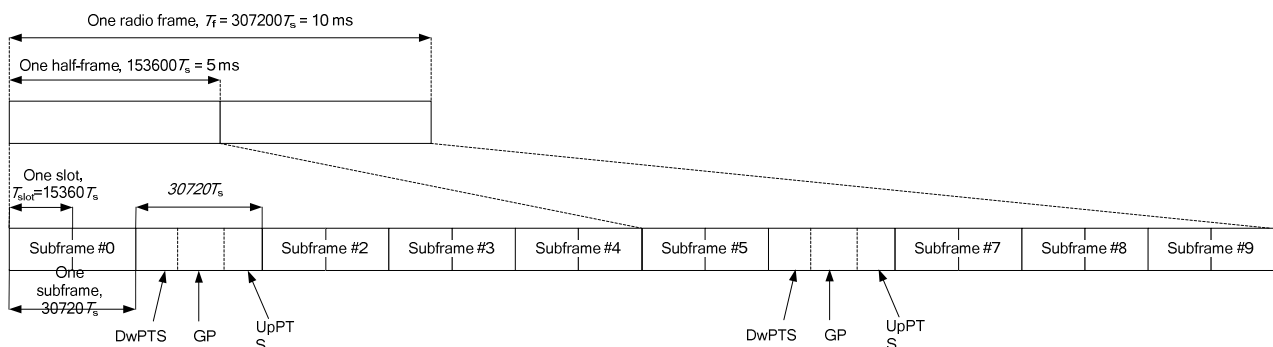 One radio frame, Tf = 307200Ts = 10 ms
One half-frame, 153600Ts = 5 ms
One slot,
Tslot=15360Ts
30720Ts
Subframe #0
Subframe #2
Subframe #3
Subframe #4
Subframe #5
Subframe #7
Subframe #8
Subframe #9
One
subframe,
30720Ts
DwPTS
GP
UpPT
S
DwPTS
GP
UpPT
S